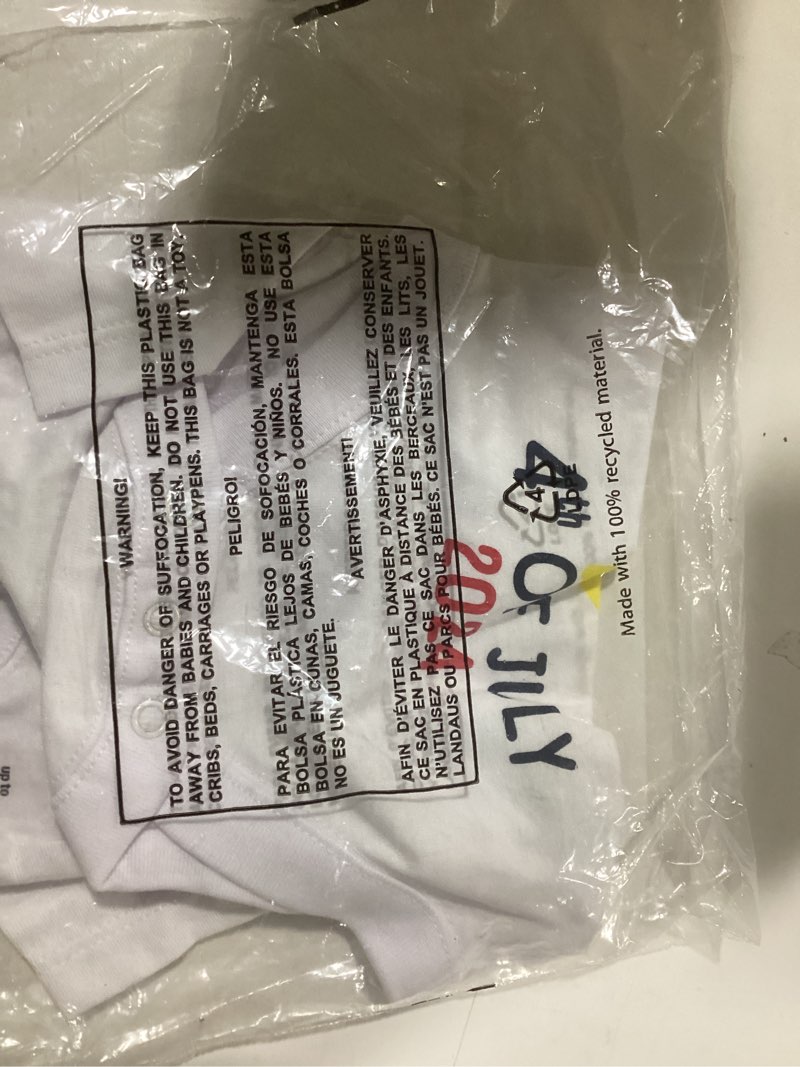 WARNING!
TO AVOID DANGER OF SUFFOCATION, KEEP THIS PLASTIC BAG
AWAY FROM BABIES AND CHILDREN. DO NOT USE THIS BAG IN
CRIBS, BEDS, CARRIAGES OR PLAYPENS. THIS BAG IS NOT A TOY.
PELIGRO!
PARA EVITAR EL RIESGO DE SOFOCACIÓN, MANTENGA ESTA
BOLSA PLÁSTICA LEJOS DE BEBÉS Y NIÑOS. NO USE ESTA
BOLSA EN CUNAS, CAMAS, COCHES O CORRALES. ESTA BOLSA
NO ES UN JUGUETE.
AVERTISSEMENT!
AFIN D'ÉVITER LE DANGER D'ASPHYXIE, VEUILLEZ CONSERVER
CE SAC EN PLASTIQUE À DISTANCE DES BÉBÉS ET DES ENFANTS.
N'UTILISEZ PAS CE SAC DANS LES BERCEAUX, LES LITS, LES
LANDAUS OU PARCS POUR BÉBÉS. CE SAC N'EST PAS UN JOUET.
4
LDPE
OF JILY
Made with 100% recycled material.
up to